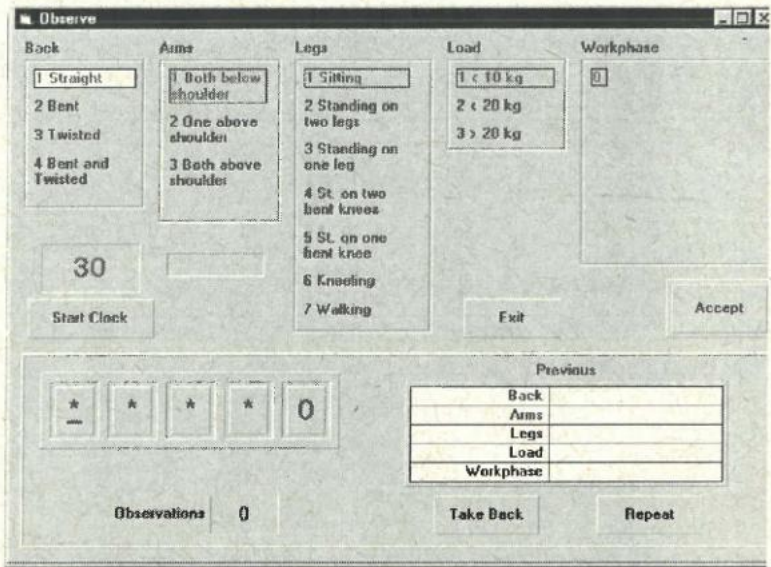 Observe
Back
1 Straight
2 Bent
3 Twisted
4 Bent and
Twisted
Arms
1 Both below
shoulder
2 One above
shoulder
3 Both above
shoulder
Legs
1 Sitting
2 Standing on
two legs
3 Standing on
one leg
4 St. on two
bent knees
5 St. on one
bent knee
6 Kneeling
7 Walking
Load
1 < 10 kg
2 < 20 kg
3 > 20 kg
Workphase
0
30
Start Clock
Exit
Accept
* * * * 0
Observations 0
Previous
Back
Arms
Legs
Load
Workphase
Take Back
Repeat